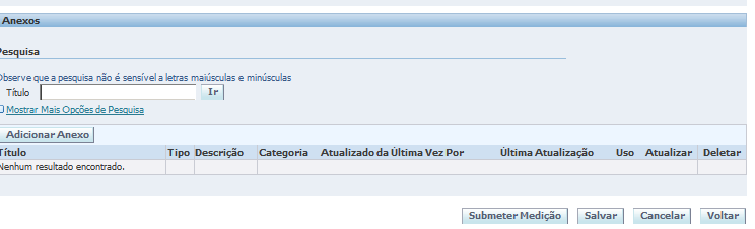 Anexos
Pesquisa
Observe que a pesquisa não é sensível a letras maiúsculas e minúsculas
Título Ir
Mostrar Mais Opções de Pesquisa
Adicionar Anexo
Título Tipo Descrição Categoria Atualizado da Última Vez Por Última Atualização Uso Atualizar Deletar
Nenhum resultado encontrado.
Submeter Medição Salvar Cancelar Voltar